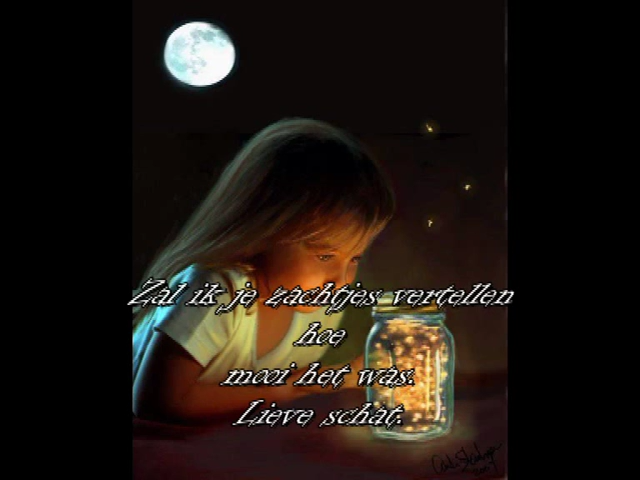 Zal ik je zachtjes vertellen
hoe
mooi het was.
Lieve schat.